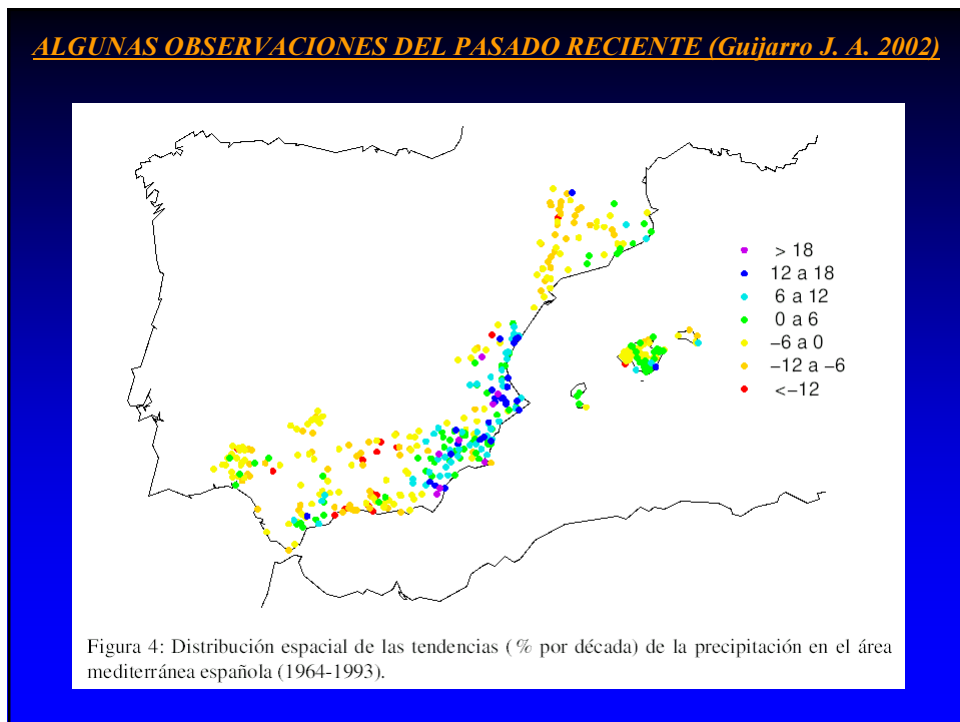 ALGUNAS OBSERVACIONES DEL PASADO RECIENTE (Guijarro J. A. 2002)
> 18
12 a 18
6 a 12
0 a 6
−6 a 0
−12 a −6
<−12
Figura 4: Distribución espacial de las tendencias (% por década) de la precipitación en el área
mediterránea española (1964-1993).